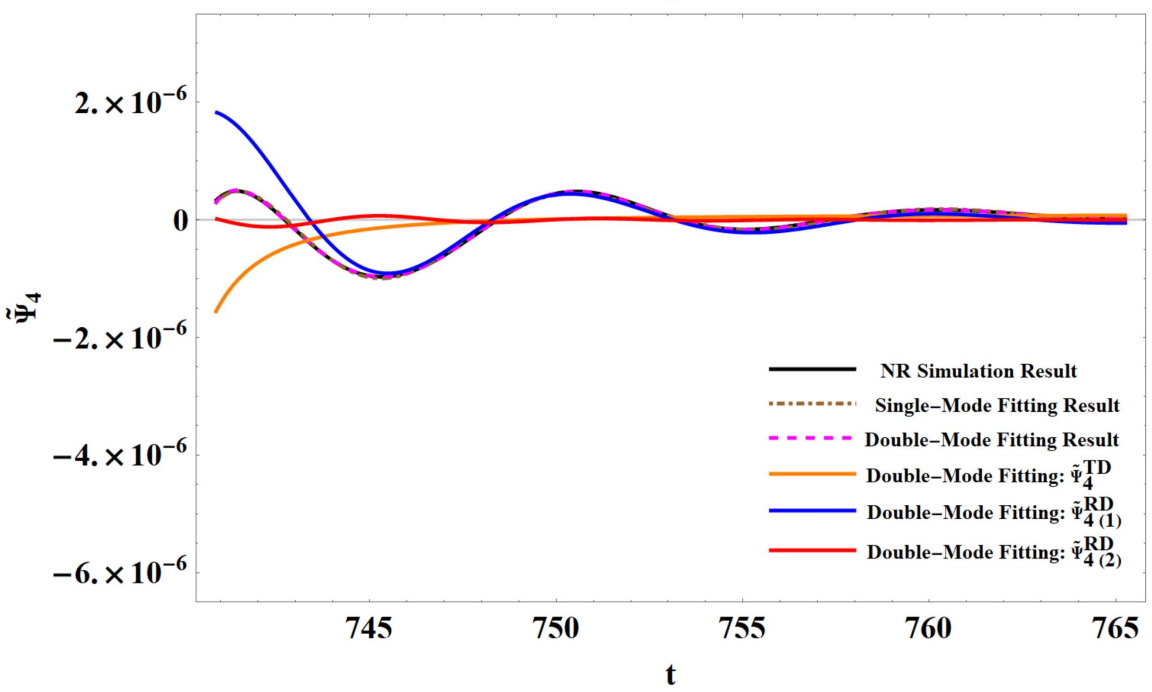 2.×10⁻⁶
0
−2.×10⁻⁶
−4.×10⁻⁶
−6.×10⁻⁶
Ψ̃₄
NR Simulation Result
Single−Mode Fitting Result
Double−Mode Fitting Result
Double−Mode Fitting: Ψ̃₄ᵀᴰ
Double−Mode Fitting: Ψ̃₄ ₍₁₎ᴿᴰ
Double−Mode Fitting: Ψ̃₄ ₍₂₎ᴿᴰ
745 750 755 760 765
t